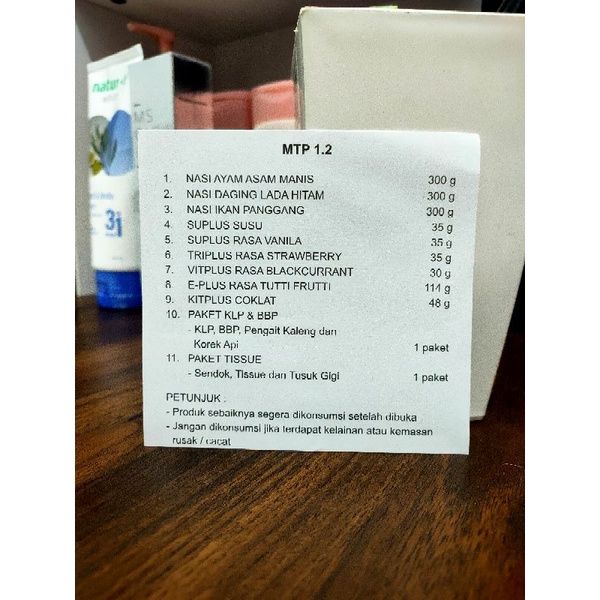 natur
MS
3
1
MTP 1.2
1. NASI AYAM ASAM MANIS 300 g
2. NASI DAGING LADA HITAM 300 g
3. NASI IKAN PANGGANG 300 g
4. SUPLUS SUSU 35 g
5. SUPLUS RASA VANILA 35 g
6. TRIPLUS RASA STRAWBERRY 35 g
7. VITPLUS RASA BLACKCURRANT 30 g
8. E-PLUS RASA TUTTI FRUTTI 114 g
9. KITPLUS COKLAT 48 g
10. PAKET KLP & BBP
- KLP, BBP, Pengait Kaleng dan
Korek Api 1 paket
11. PAKET TISSUE
- Sendok, Tissue dan Tusuk Gigi 1 paket
PETUNJUK :
- Produk sebaiknya segera dikonsumsi setelah dibuka
- Jangan dikonsumsi jika terdapat kelainan atau kemasan
rusak / cacat